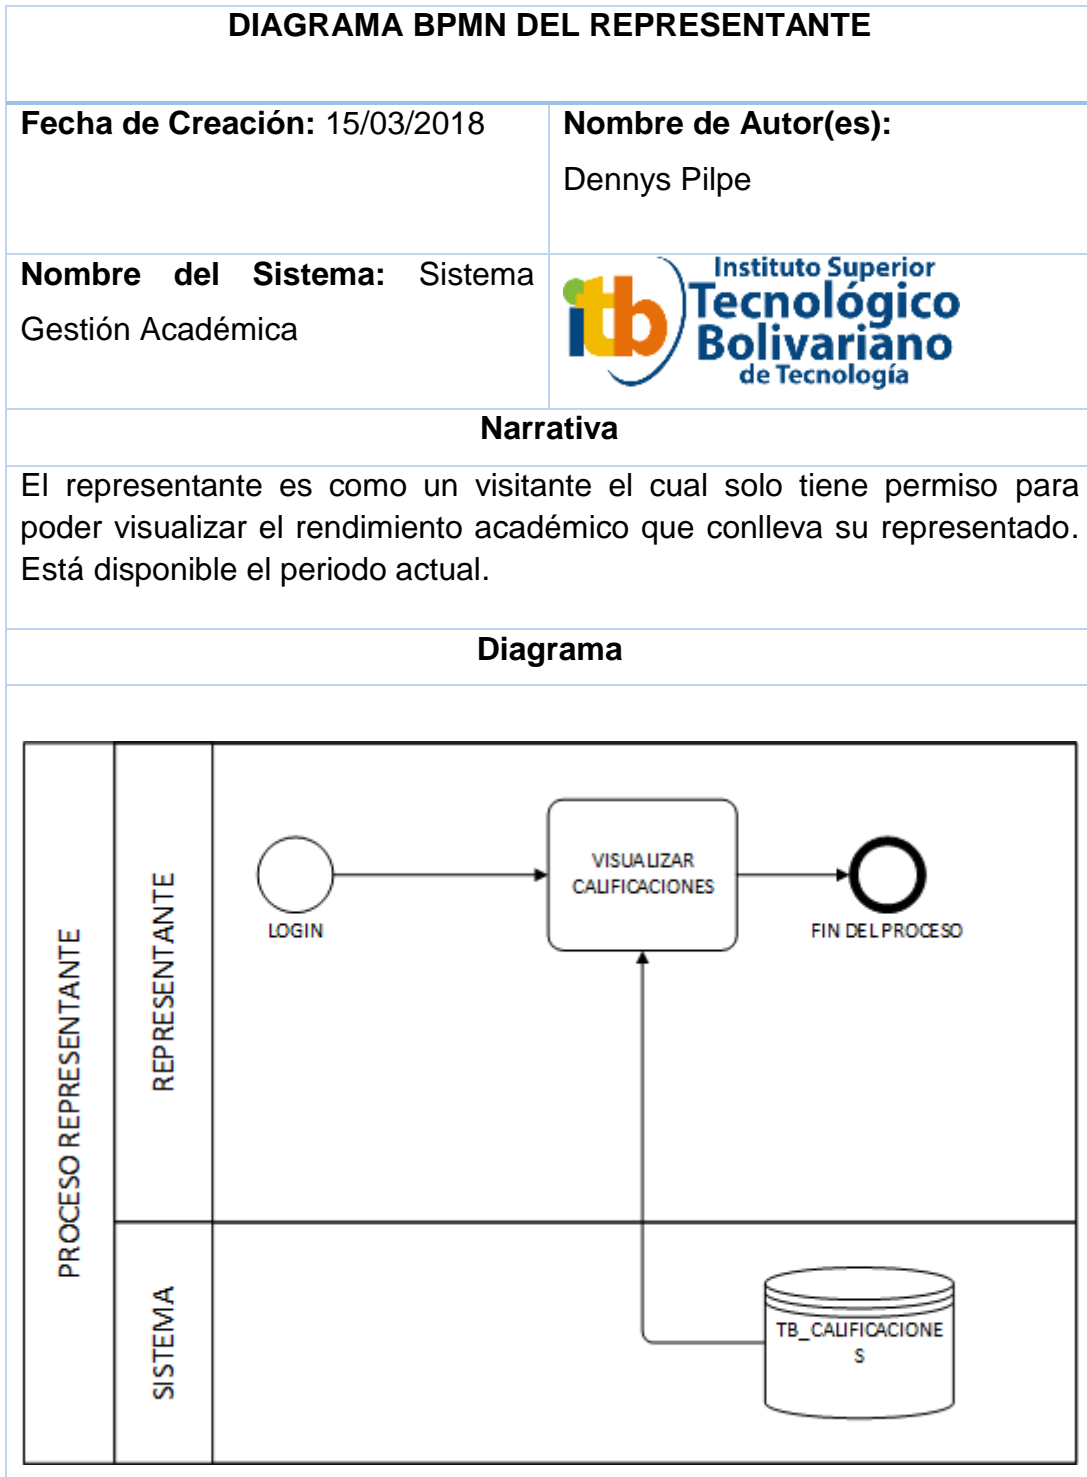 DIAGRAMA BPMN DEL REPRESENTANTE
Fecha de Creación: 15/03/2018
Nombre de Autor(es):
Dennys Pilpe
Nombre del Sistema: Sistema
Gestión Académica
itb
Instituto Superior
Tecnológico
Bolivariano
de Tecnología
Narrativa
El representante es como un visitante el cual solo tiene permiso para
poder visualizar el rendimiento académico que conlleva su representado.
Está disponible el periodo actual.
Diagrama
PROCESO REPRESENTANTE
REPRESENTANTE
LOGIN
VISUALIZAR
CALIFICACIONES
FIN DEL PROCESO
SISTEMA
TB_CALIFICACIONE
S